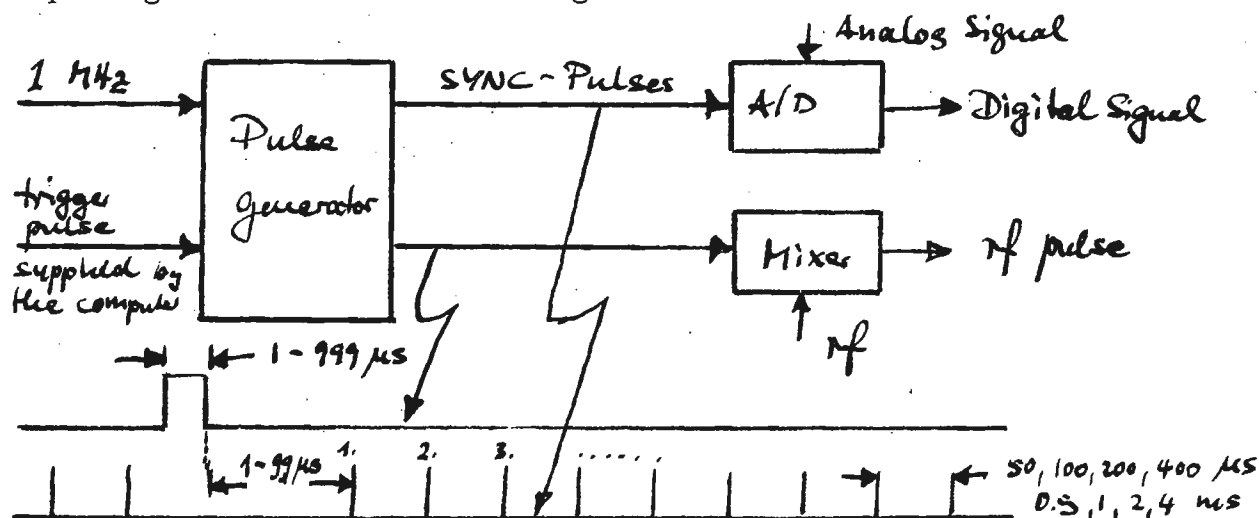 Analog Signal
1 MHz
SYNC-Pulses
A/D
Digital Signal
Pulse
generator
trigger
pulse
supplied by
the computer
Mixer
rf pulse
rf
1 - 999 µs
1. 2. 3. ......
1-99 µs
50, 100, 200, 400 µs
0.5, 1, 2, 4 ms